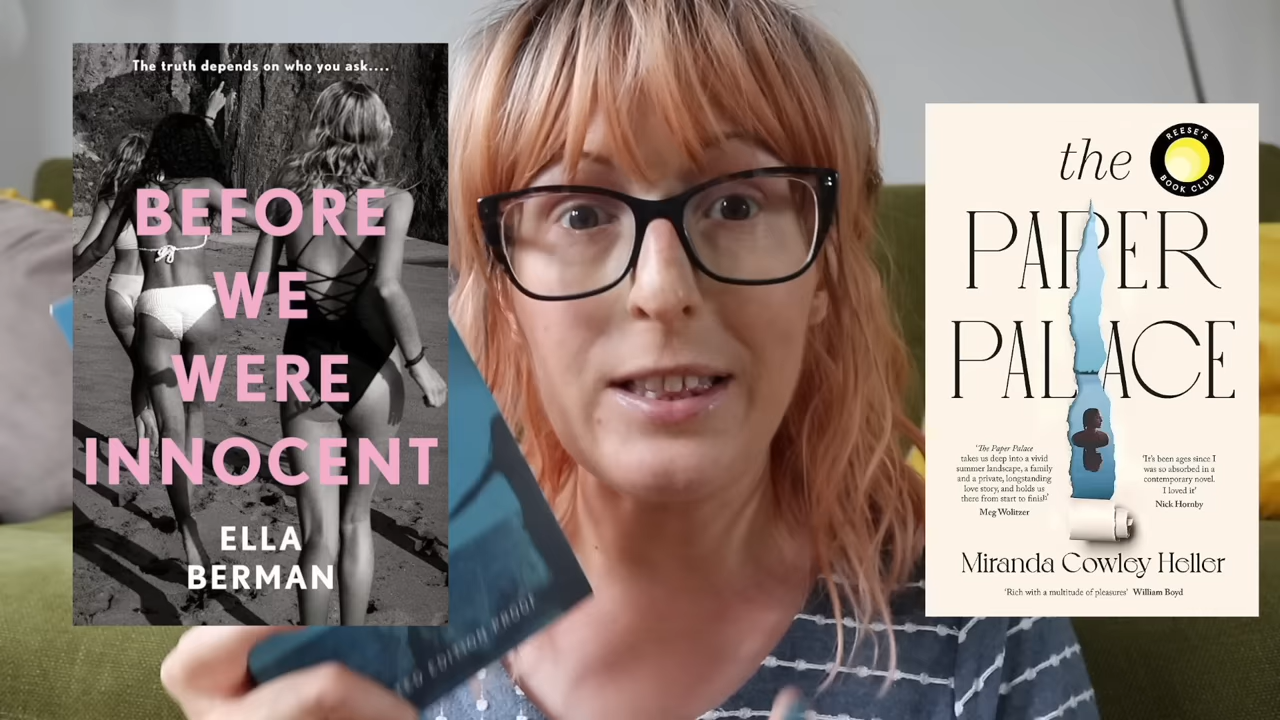 The truth depends on who you ask....
BEFORE
WE
WERE
INNOCENT
ELLA
BERMAN
EDITION PROOF
the
REESE'S
BOOK CLUB
PAPER
PALACE
'The Paper Palace
takes us deep into a vivid
summer landscape, a family
and a private, longstanding
love story, and holds us
there from start to finish'
Meg Wolitzer
'It's been ages since I
was so absorbed in a
contemporary novel.
I loved it'
Nick Hornby
Miranda Cowley Heller
'Rich with a multitude of pleasures' William Boyd